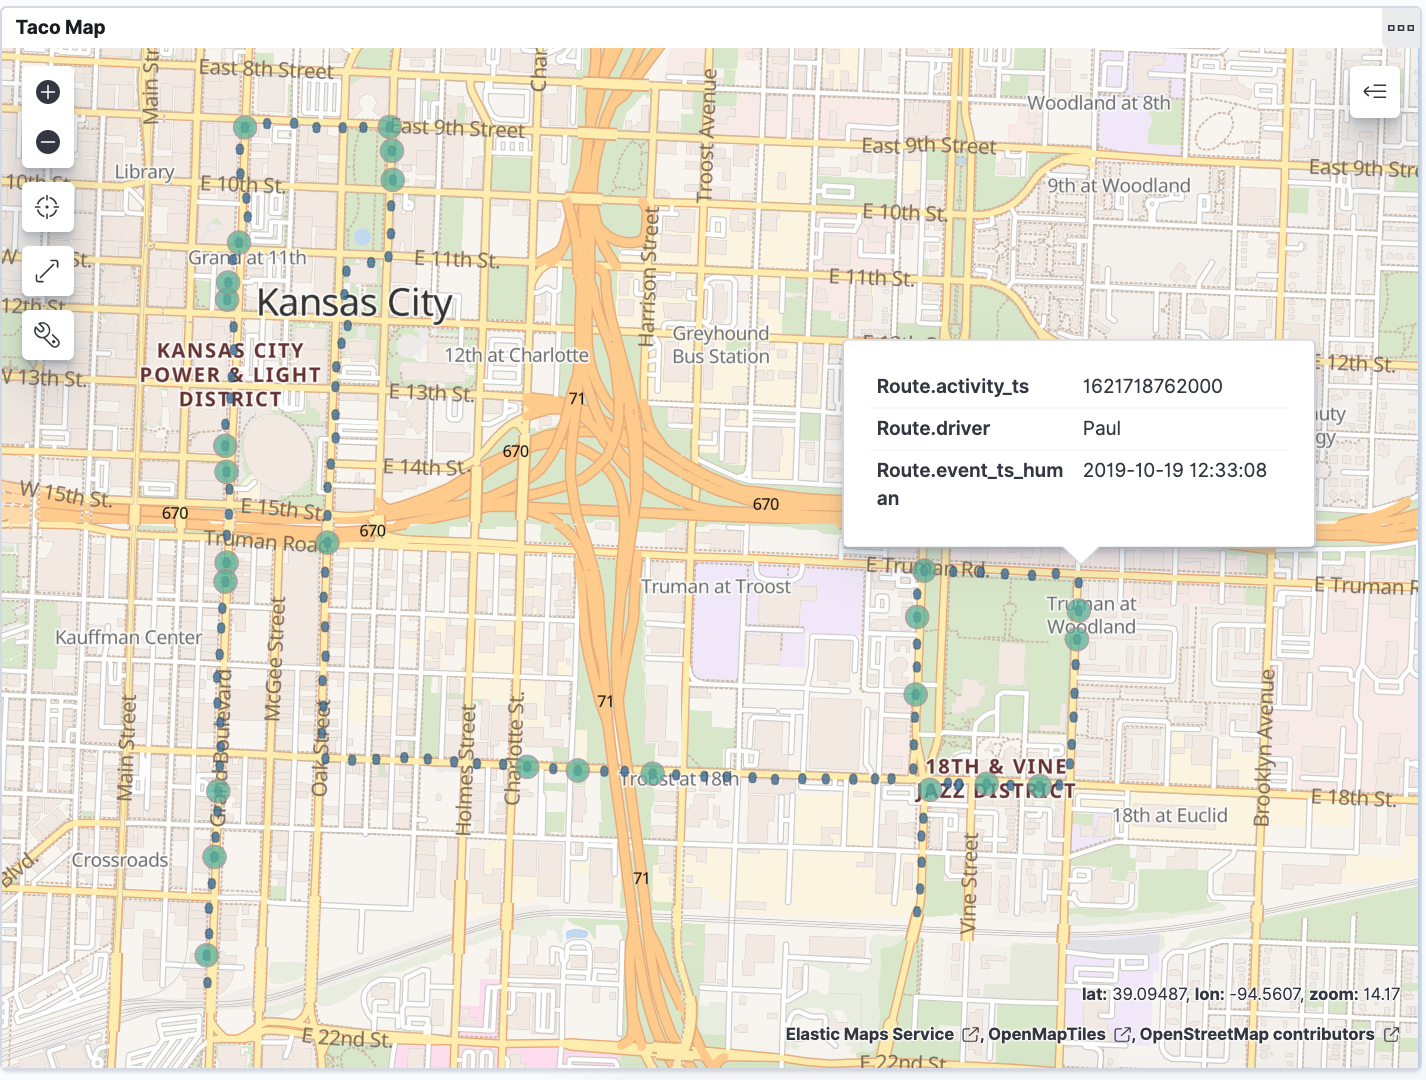 Taco Map
East 8th Street
Main Str
Char
Troost Avenue
Woodland at 8th
East 9th Street
East 9th Street
East 9th Stre
Library
10th St.
E 10th St.
9th at Woodland
E 10th St.
Harrison Street
W
St.
Grand at 11th
E 11th St.
E 11th St.
12th St.
Kansas City
Greyhound
Bus Station
12th at Charlotte
E 12th St.
KANSAS CITY
POWER & LIGHT
DISTRICT
W 13th St.
E 13th St.
71
Route.activity_ts 1621718762000
Route.driver Paul
Route.event_ts_hum
an 2019-10-19 12:33:08
670
E 14th St.
W 15th St.
E 15th St.
670
670
670
Truman Road
E Truman Rd.
E Truman R
Truman at Troost
Truman at
Woodland
Kauffman Center
McGee Street
Main Street
Grand Boulevard
Oak Street
Holmes Street
Charlotte St.
71
Brooklyn Avenue
Troost at 18th
18TH & VINE
JAZZ DISTRICT
E 18th St.
18th at Euclid
Crossroads
Blvd.
Vine Street
71
lat: 39.09487, lon: -94.5607, zoom: 14.17
Elastic Maps Service , OpenMapTiles , OpenStreetMap contributors
E 22nd St.
E 22nd St.